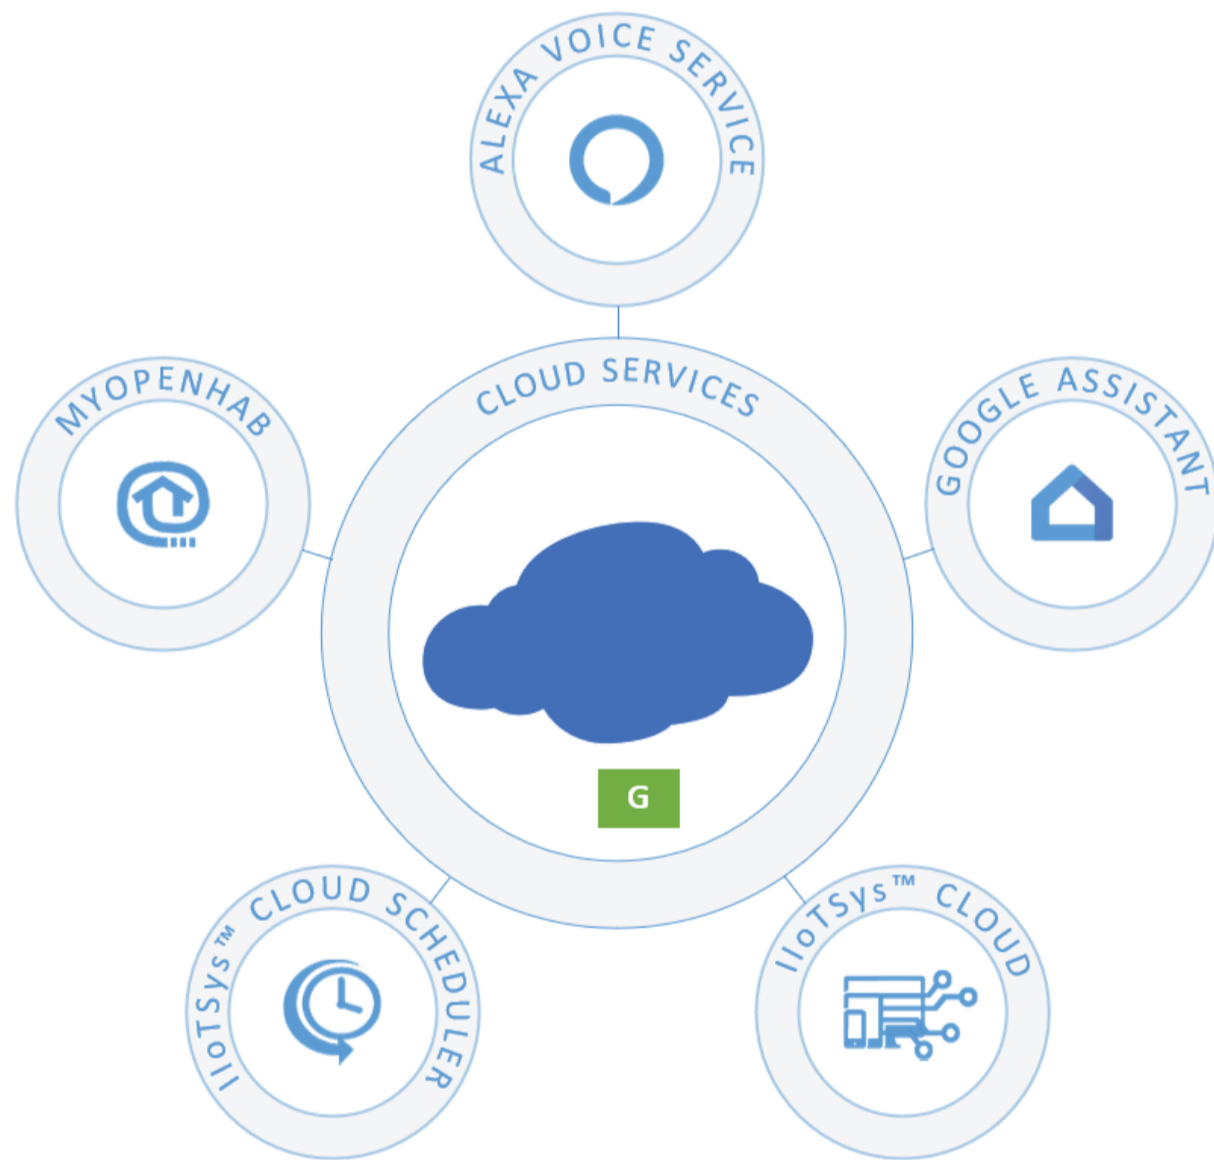 ALEXA VOICE SERVICE
MYOPENHAB
CLOUD SERVICES
GOOGLE ASSISTANT
G
IIoTSys™ CLOUD SCHEDULER
IIoTSys™ CLOUD